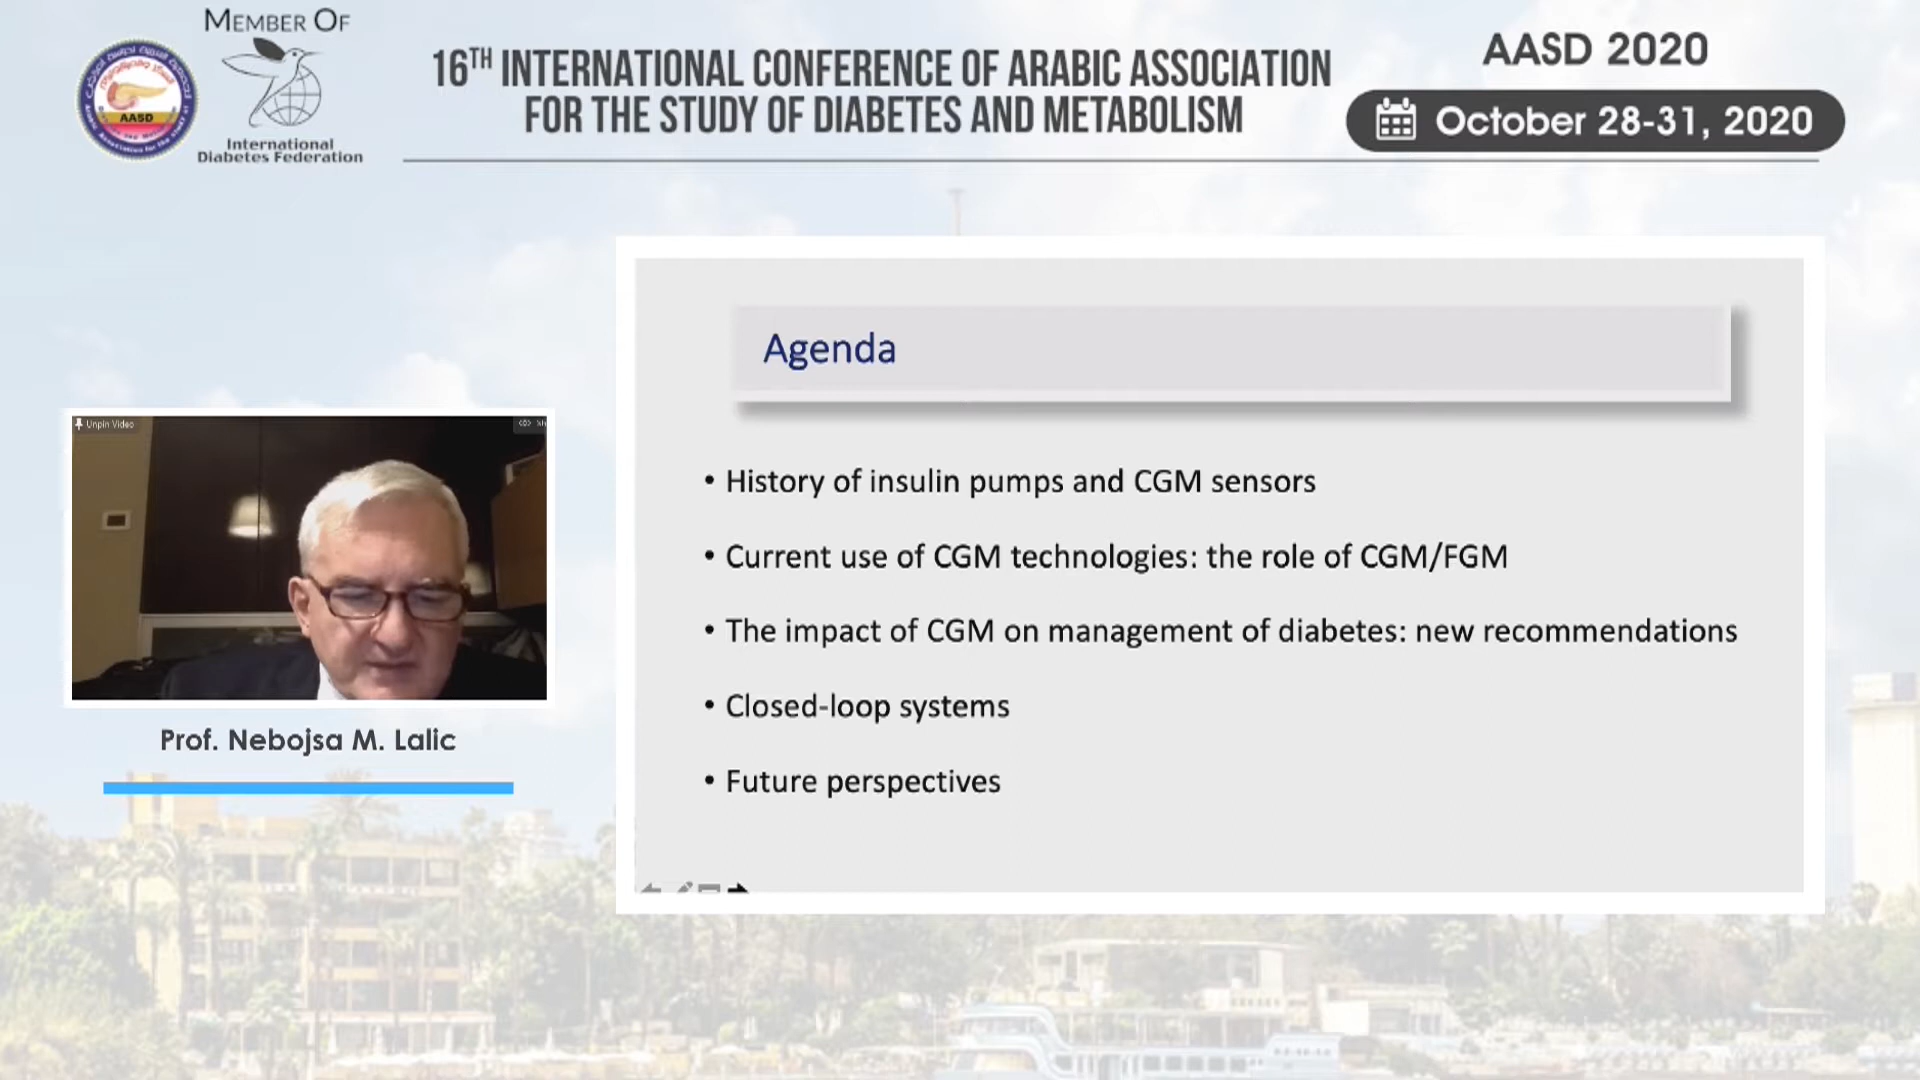 MEMBER OF
AASD
International
Diabetes Federation
16TH INTERNATIONAL CONFERENCE OF ARABIC ASSOCIATION
FOR THE STUDY OF DIABETES AND METABOLISM
AASD 2020
October 28-31, 2020
Unpin Video
Prof. Nebojsa M. Lalic
Agenda
• History of insulin pumps and CGM sensors
• Current use of CGM technologies: the role of CGM/FGM
• The impact of CGM on management of diabetes: new recommendations
• Closed-loop systems
• Future perspectives